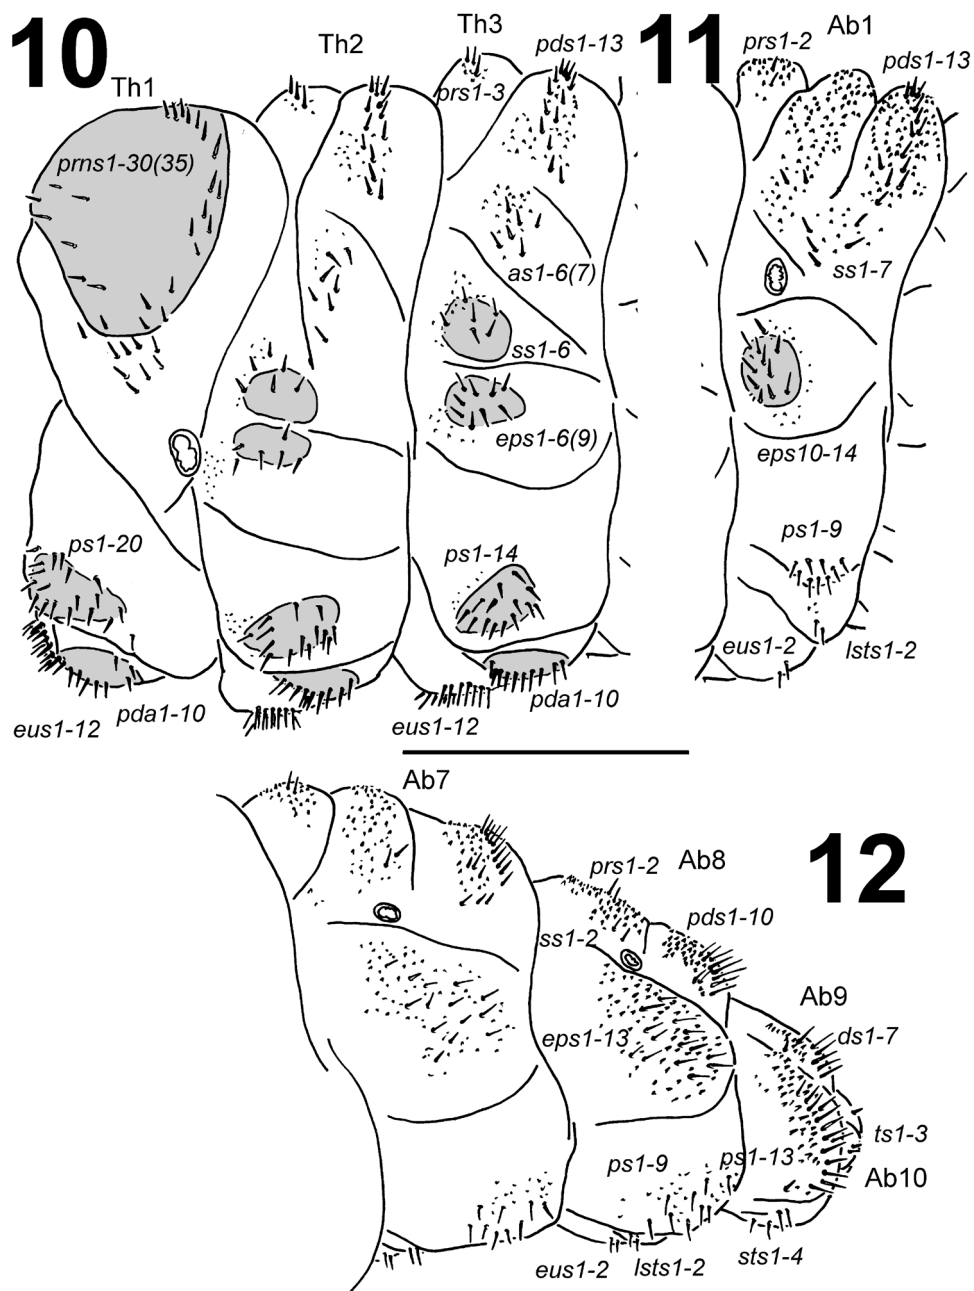 10
Th1
Th2
Th3
prs1-3
pds1-13
prns1-30(35)
as1-6(7)
ss1-6
eps1-6(9)
ps1-20
ps1-14
eus1-12
pda1-10
eus1-12
pda1-10
11
Ab1
prs1-2
pds1-13
ss1-7
eps10-14
ps1-9
eus1-2
lsts1-2
12
Ab7
Ab8
prs1-2
pds1-10
ss1-2
Ab9
ds1-7
eps1-13
ts1-3
ps1-9
ps1-13
Ab10
eus1-2
lsts1-2
sts1-4